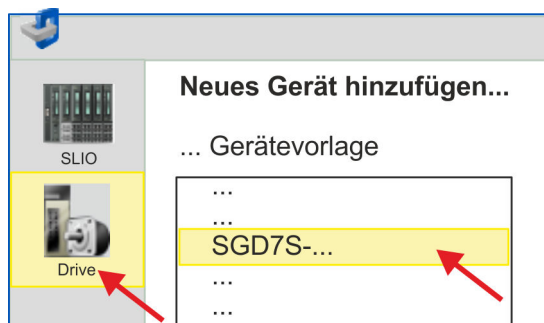 Neues Gerät hinzufügen...
SLIO
... Gerätevorlage
...
...
SGD7S-...
Drive
...
...